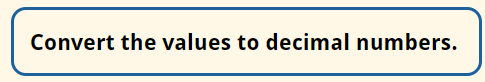 Convert the values to decimal numbers.